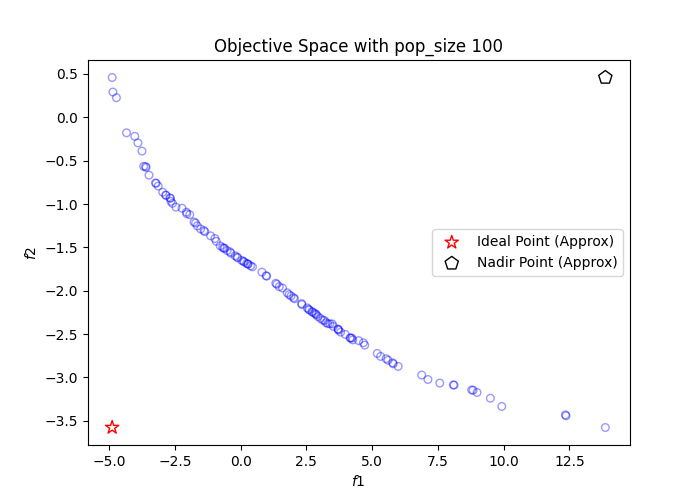 Objective Space with pop_size 100
0.5
0.0
−0.5
−1.0
−1.5
−2.0
−2.5
−3.0
−3.5
f2
Ideal Point (Approx)
Nadir Point (Approx)
−5.0 −2.5 0.0 2.5 5.0 7.5 10.0 12.5
f1